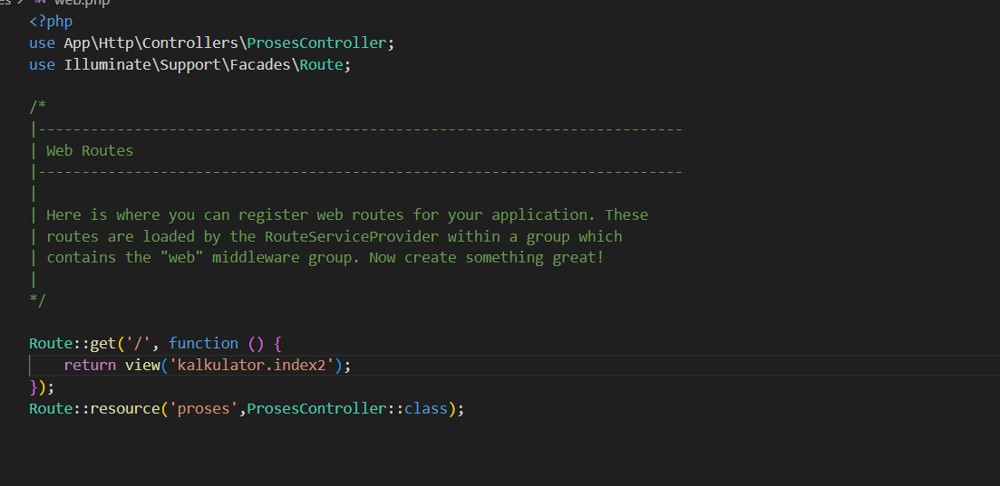 web.php
<?php
use App\Http\Controllers\ProsesController;
use Illuminate\Support\Facades\Route;
/*
|--------------------------------------------------------------------------
| Web Routes
|--------------------------------------------------------------------------
|
| Here is where you can register web routes for your application. These
| routes are loaded by the RouteServiceProvider within a group which
| contains the "web" middleware group. Now create something great!
|
*/
Route::get('/', function () {
    return view('kalkulator.index2');
});
Route::resource('proses',ProsesController::class);